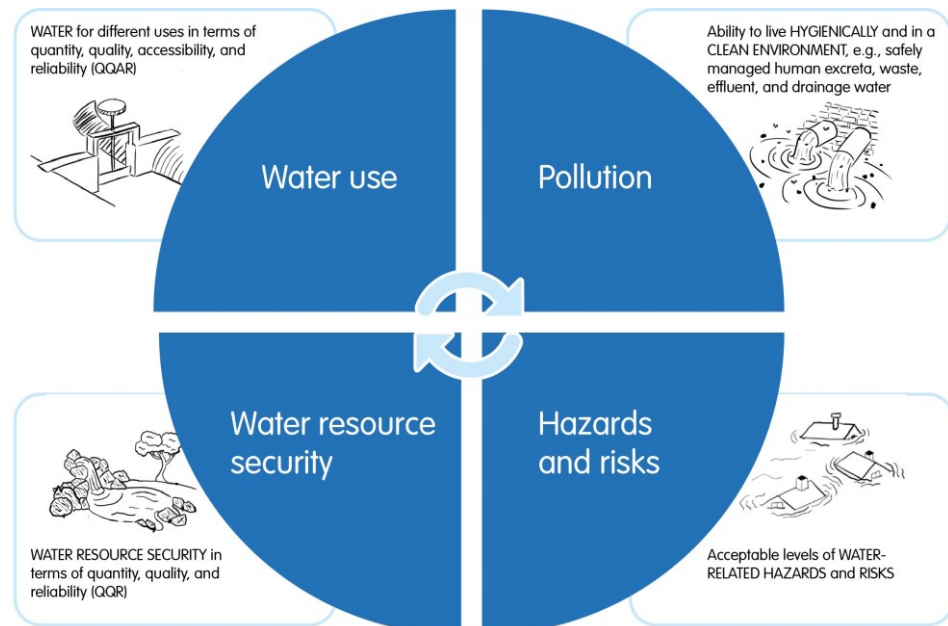 WATER for different uses in terms of
quantity, quality, accessibility, and
reliability (QQAR)
Water use
Pollution
Ability to live HYGIENICALLY and in a
CLEAN ENVIRONMENT, e.g., safely
managed human excreta, waste,
effluent, and drainage water
Water resource
security
WATER RESOURCE SECURITY in
terms of quantity, quality, and
reliability (QQR)
Hazards
and risks
Acceptable levels of WATER-
RELATED HAZARDS and RISKS